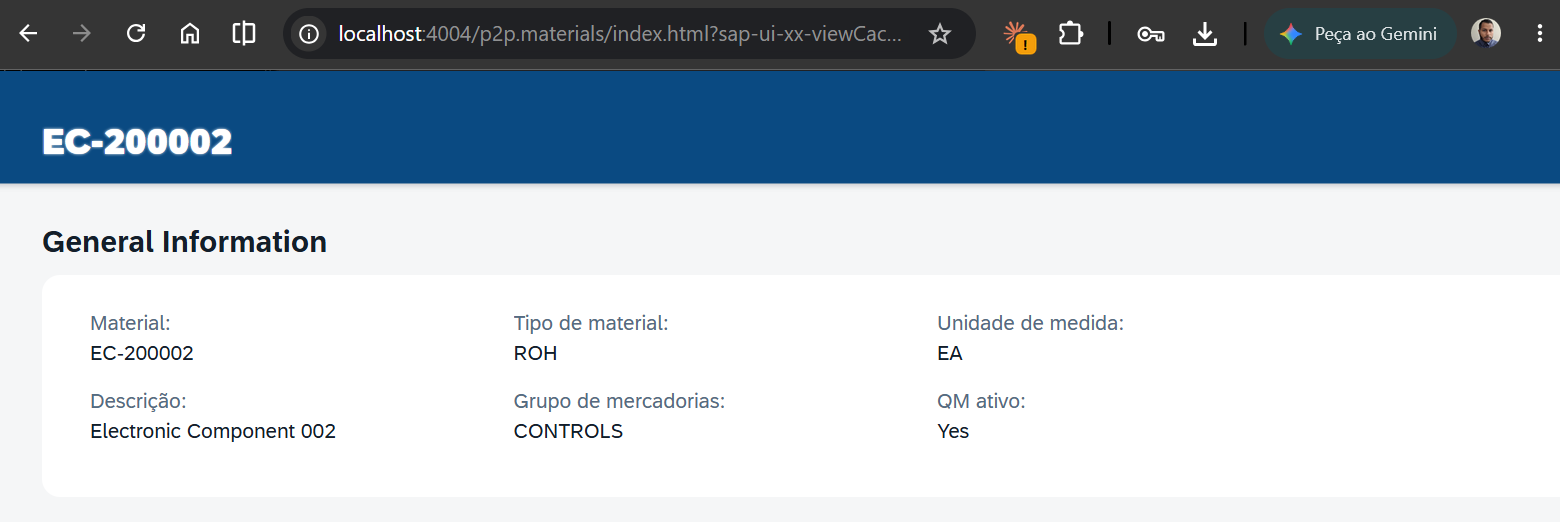 localhost:4004/p2p.materials/index.html?sap-ui-xx-viewCac...
Peça ao Gemini
EC-200002
General Information
Material:
EC-200002
Tipo de material:
ROH
Unidade de medida:
EA
Descrição:
Electronic Component 002
Grupo de mercadorias:
CONTROLS
QM ativo:
Yes